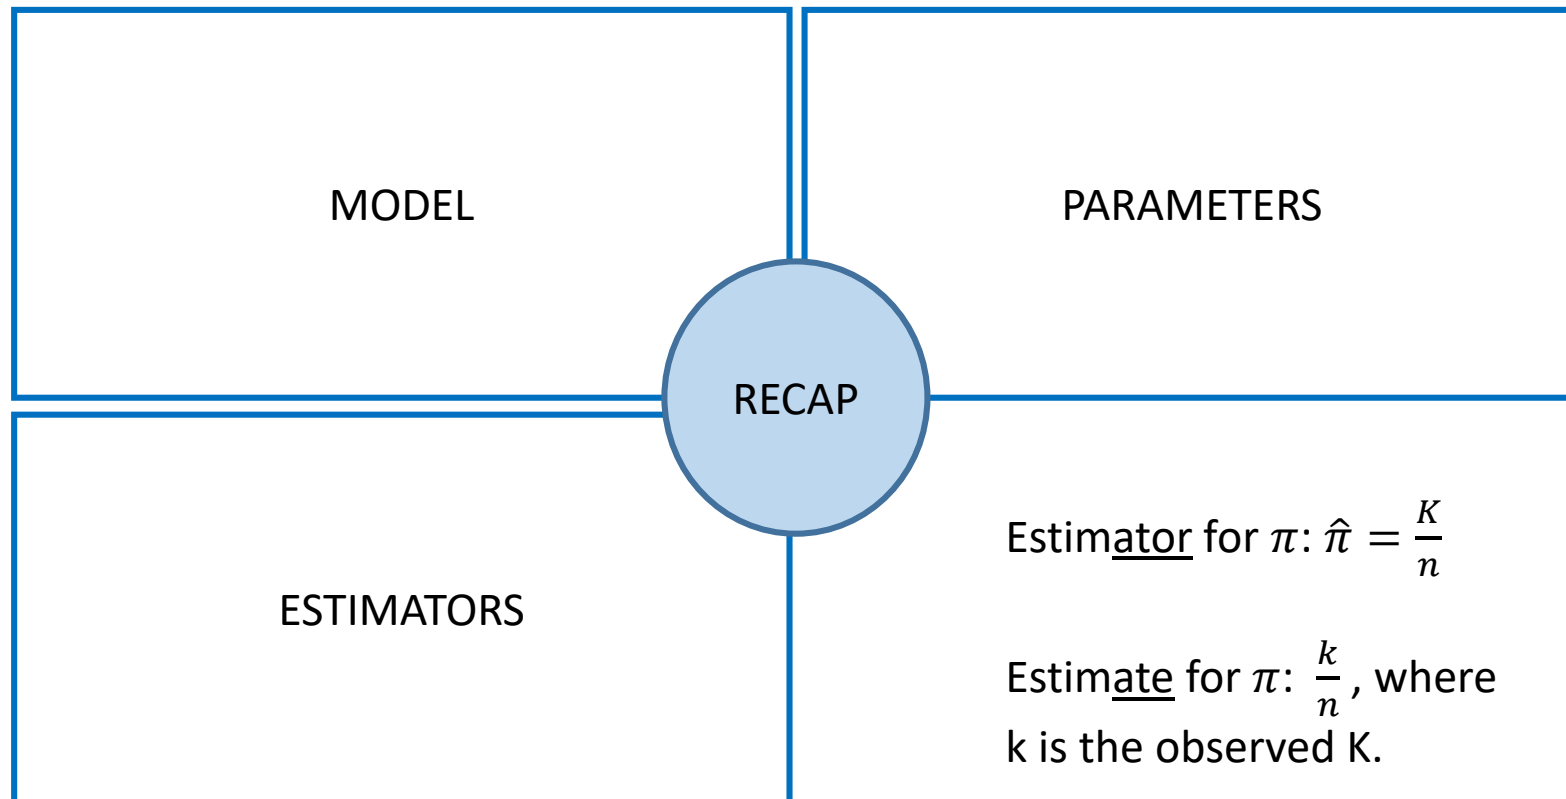 MODEL
PARAMETERS
RECAP
ESTIMATORS
Estimator for 𝜋: 𝜋̂ = K/n
Estimate for 𝜋: k/n , where
k is the observed K.